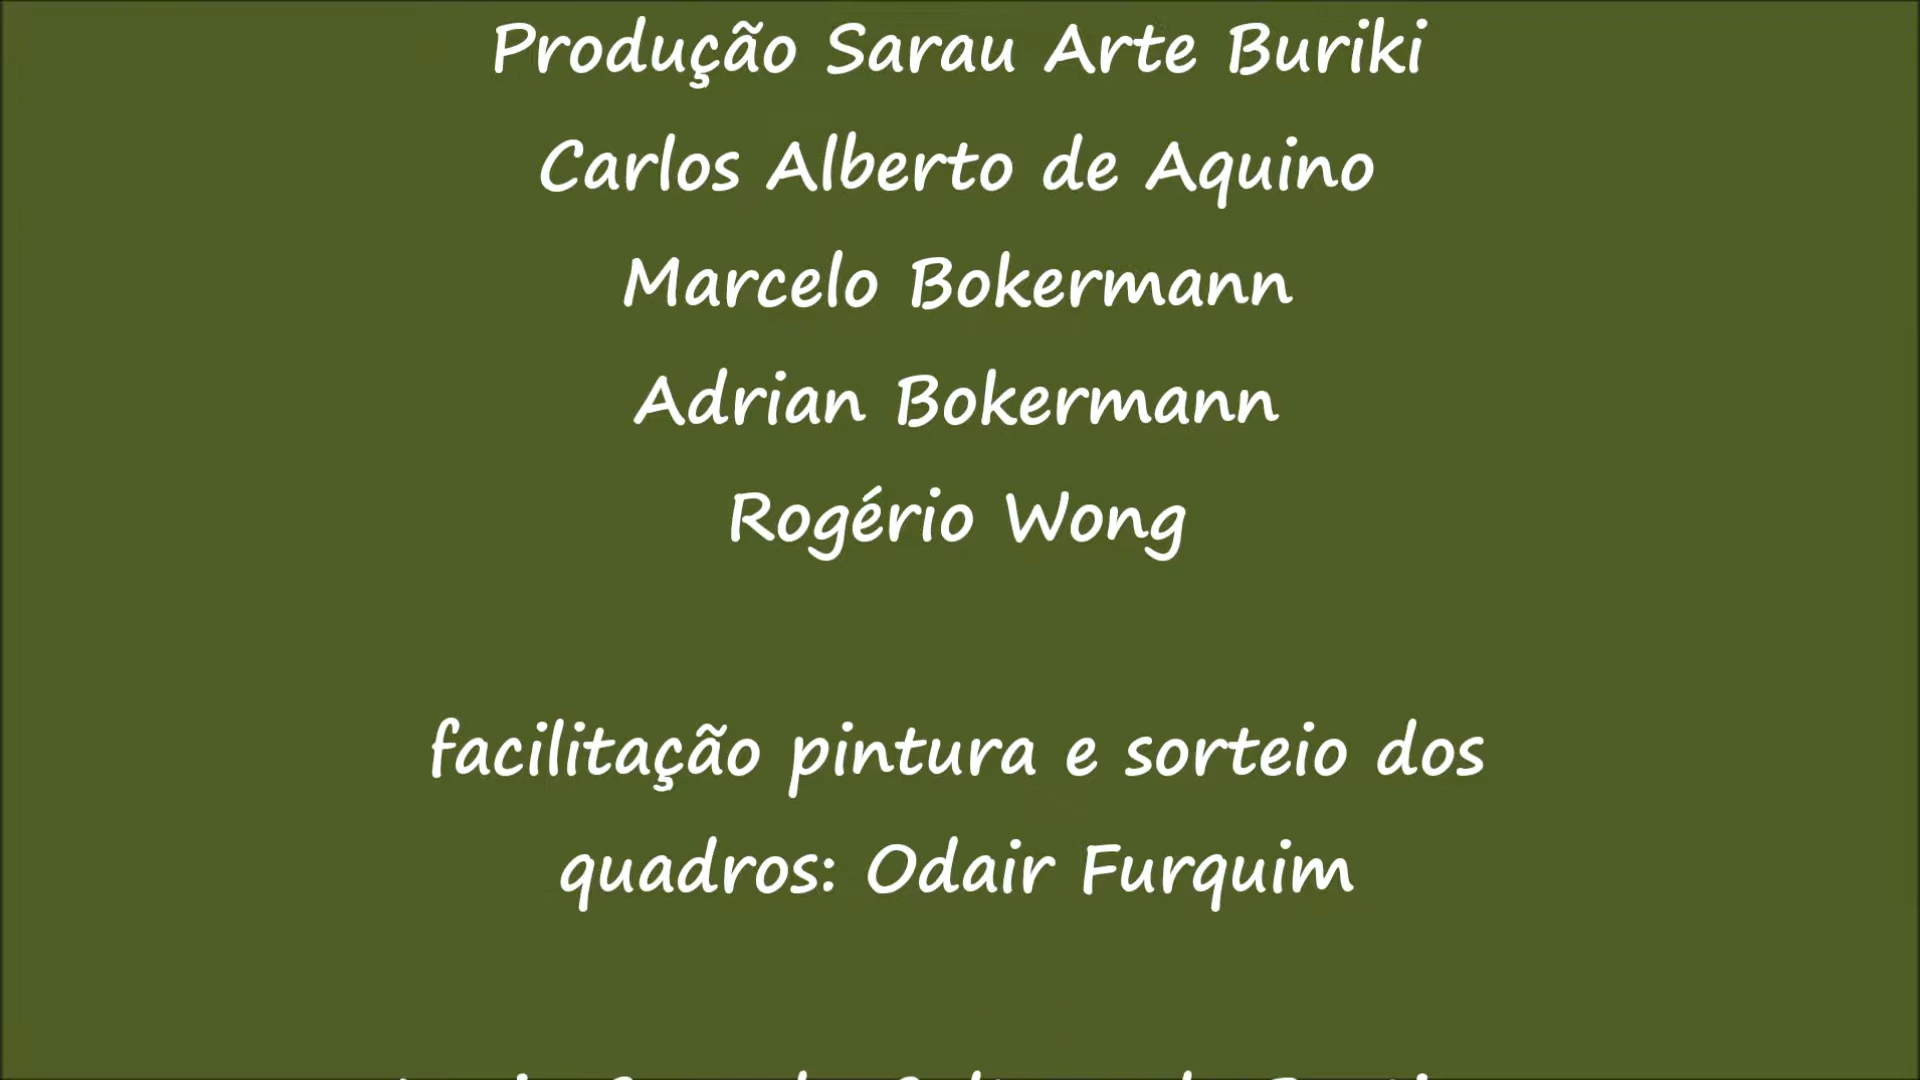 Produção Sarau Arte Buriki
Carlos Alberto de Aquino
Marcelo Bokermann
Adrian Bokermann
Rogério Wong
facilitação pintura e sorteio dos
quadros: Odair Furquim